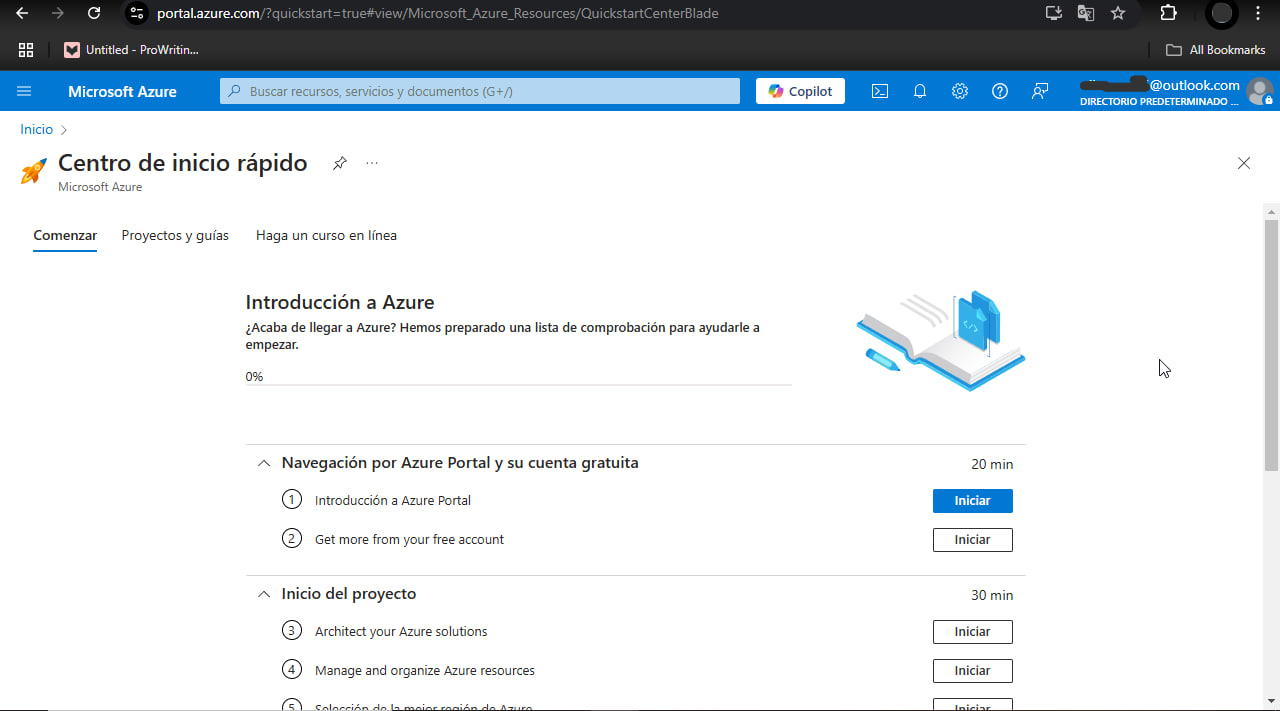 portal.azure.com/?quickstart=true#view/Microsoft_Azure_Resources/QuickstartCenterBlade
Untitled - ProWritin...
All Bookmarks
Microsoft Azure
Buscar recursos, servicios y documentos (G+/)
Copilot
@outlook.com
DIRECTORIO PREDETERMINADO ...
Inicio
Centro de inicio rápido
...
Microsoft Azure
Comenzar
Proyectos y guías
Haga un curso en línea
Introducción a Azure
¿Acaba de llegar a Azure? Hemos preparado una lista de comprobación para ayudarle a
empezar.
0%
Navegación por Azure Portal y su cuenta gratuita
20 min
1 Introducción a Azure Portal
Iniciar
2 Get more from your free account
Iniciar
Inicio del proyecto
30 min
3 Architect your Azure solutions
Iniciar
4 Manage and organize Azure resources
Iniciar
5 Selección de la mejor región de Azure
Iniciar